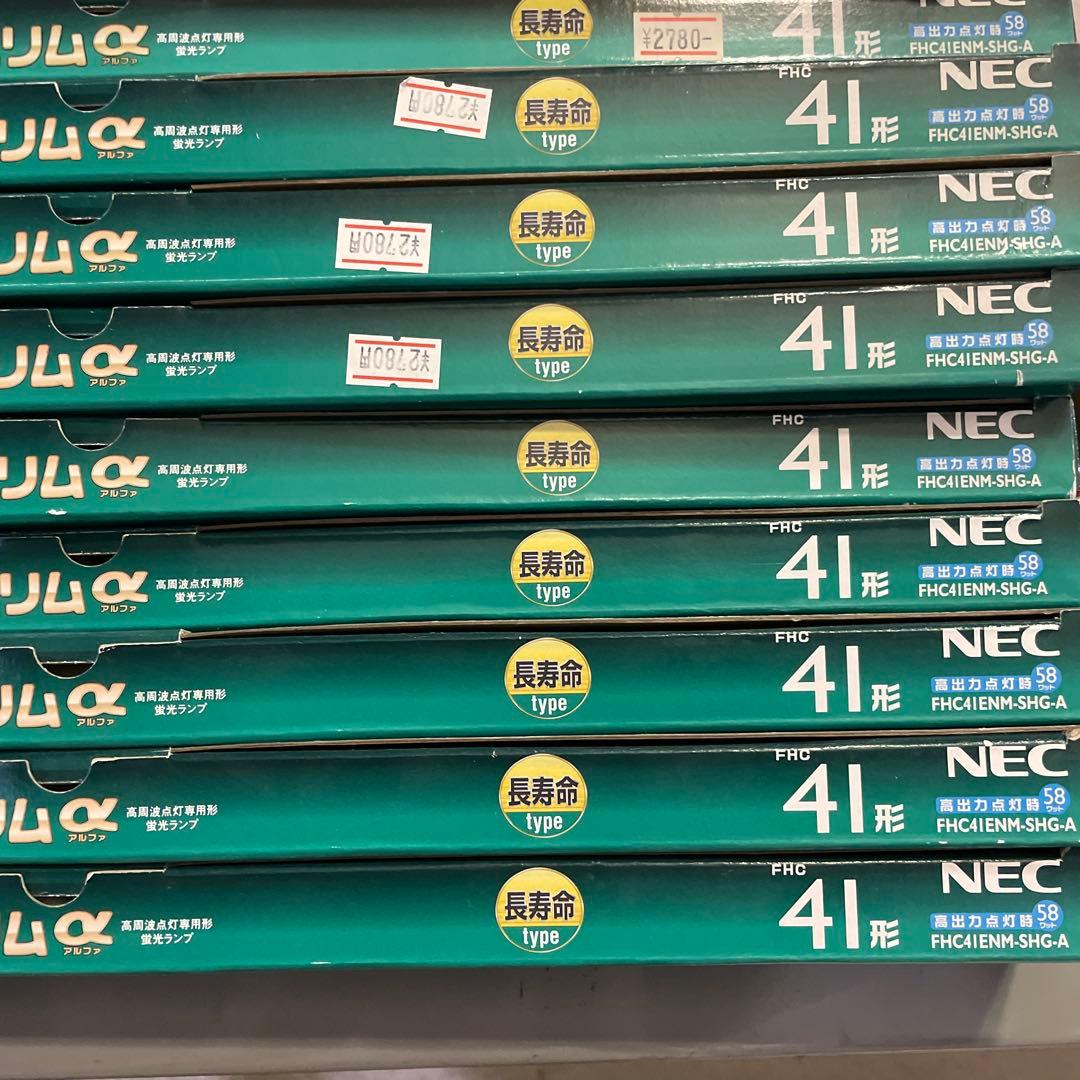 リムα
アルファ
高周波点灯専用形
蛍光ランプ
長寿命
type
¥2780-
41形
高出力点灯時 58ワット
FHC41ENM-SHG-A
リムα
アルファ
高周波点灯専用形
蛍光ランプ
¥2780円
長寿命
type
FHC
41形
NEC
高出力点灯時 58ワット
FHC41ENM-SHG-A
ムα
アルファ
高周波点灯専用形
蛍光ランプ
¥2780円
長寿命
type
FHC
41形
NEC
高出力点灯時 58ワット
FHC41ENM-SHG-A
ムα
アルファ
高周波点灯専用形
蛍光ランプ
¥2780円
長寿命
type
FHC
41形
NEC
高出力点灯時 58ワット
FHC41ENM-SHG-A
リムα
アルファ
高周波点灯専用形
蛍光ランプ
長寿命
type
FHC
41形
NEC
高出力点灯時 58ワット
FHC41ENM-SHG-A
リムα
アルファ
高周波点灯専用形
蛍光ランプ
長寿命
type
FHC
41形
NEC
高出力点灯時 58ワット
FHC41ENM-SHG-A
ムα
アルファ
高周波点灯専用形
蛍光ランプ
長寿命
type
FHC
41形
NEC
高出力点灯時 58ワット
FHC41ENM-SHG-A
ムα
アルファ
高周波点灯専用形
蛍光ランプ
長寿命
type
FHC
41形
NEC
高出力点灯時 58ワット
FHC41ENM-SHG-A
ムα
アルファ
高周波点灯専用形
蛍光ランプ
長寿命
type
FHC
41形
NEC
高出力点灯時 58ワット
FHC41ENM-SHG-A